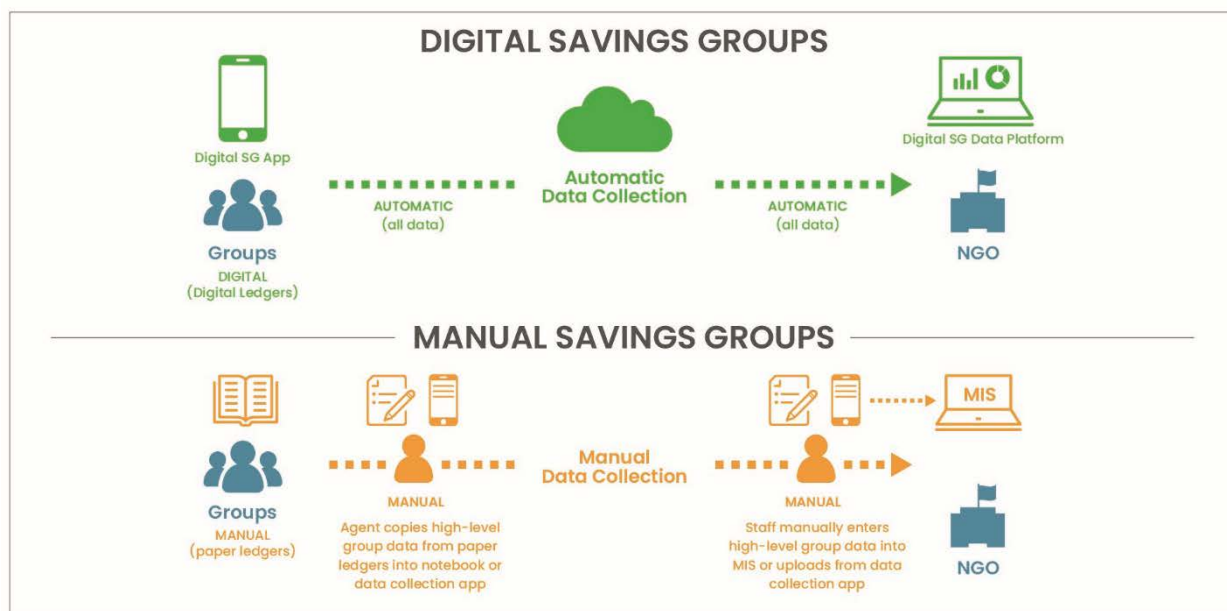 DIGITAL SAVINGS GROUPS
Digital SG App
Digital SG Data Platform
Automatic
Data Collection
AUTOMATIC
(all data)
AUTOMATIC
(all data)
Groups
DIGITAL
(Digital Ledgers)
NGO
MANUAL SAVINGS GROUPS
MIS
Manual
Data Collection
Groups
MANUAL
(paper ledgers)
MANUAL
Agent copies high-level
group data from paper
ledgers into notebook or
data collection app
MANUAL
Staff manually enters
high-level group data into
MIS or uploads from data
collection app
NGO